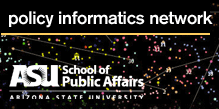 policy informatics network
ASU School of
Public Affairs
ARIZONA STATE UNIVERSITY